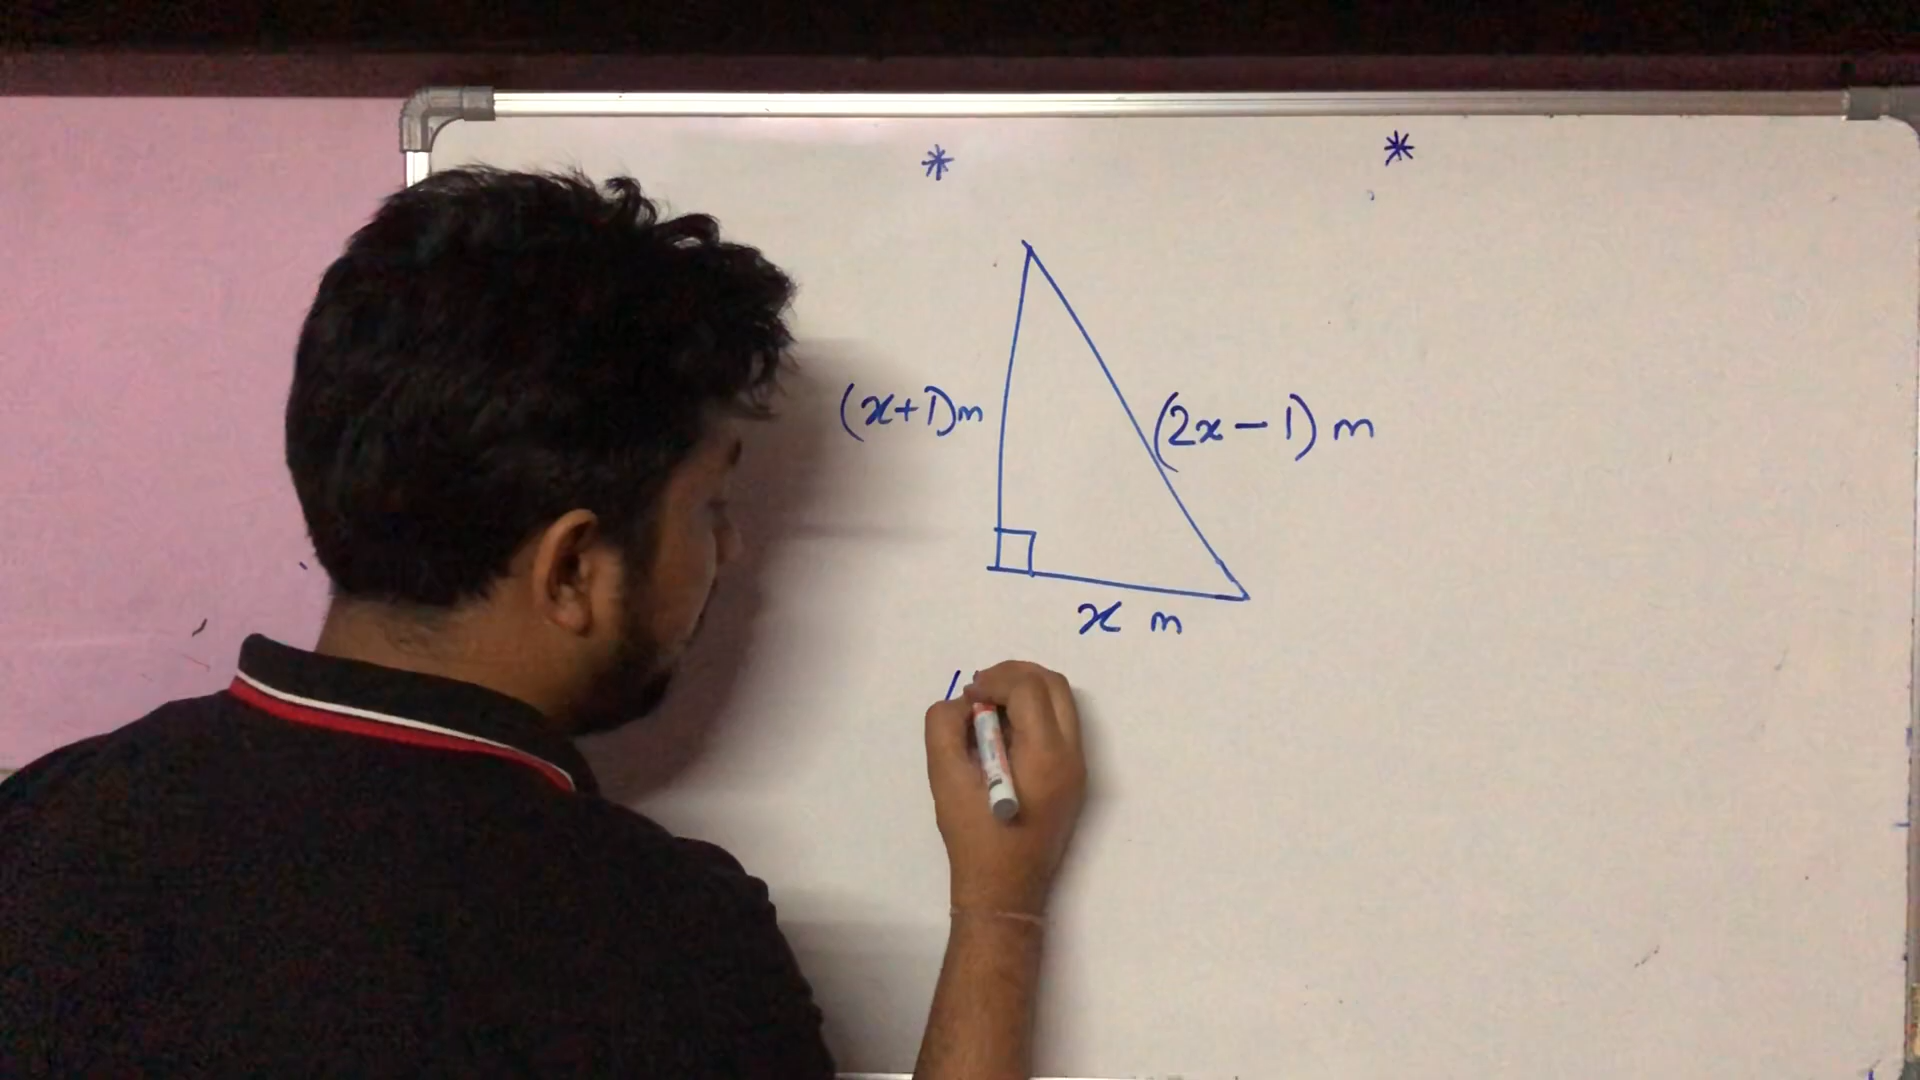 * *
(x+1)m
(2x-1) m
x m